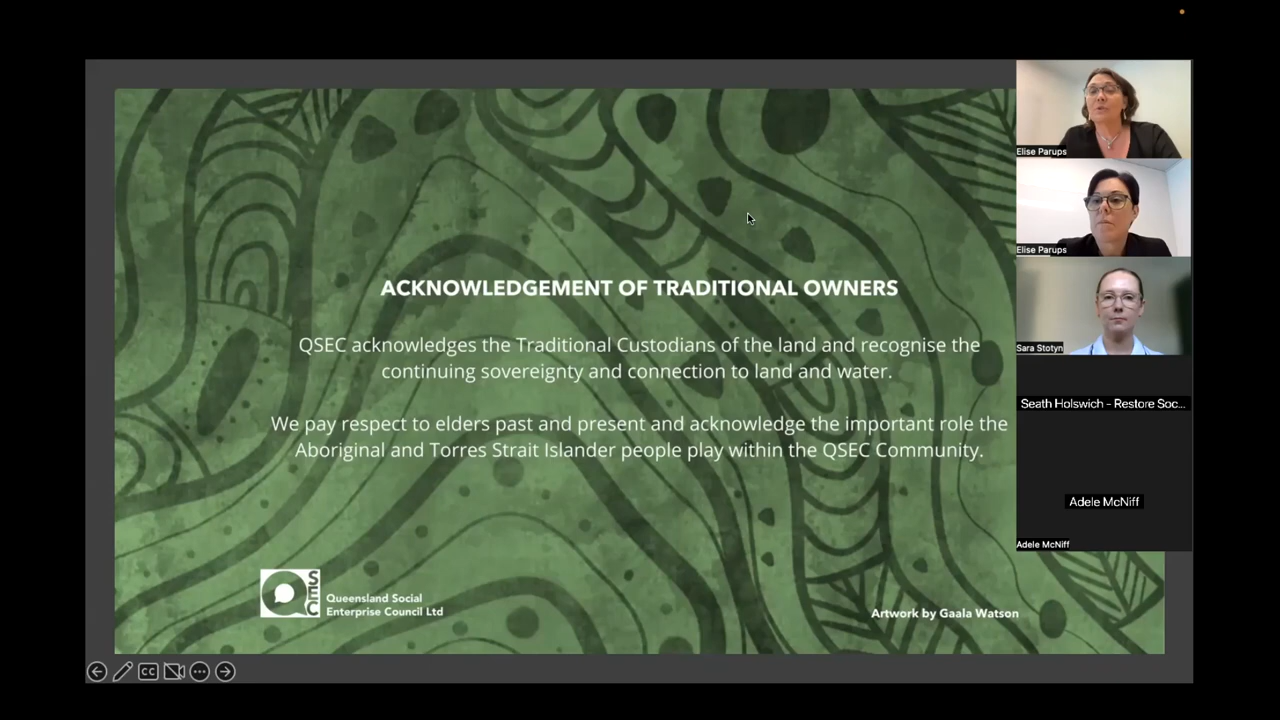 ACKNOWLEDGEMENT OF TRADITIONAL OWNERS
QSEC acknowledges the Traditional Custodians of the land and recognise the
continuing sovereignty and connection to land and water.
We pay respect to elders past and present and acknowledge the important role the
Aboriginal and Torres Strait Islander people play within the QSEC Community.
SEC
Queensland Social
Enterprise Council Ltd
Artwork by Gaala Watson
Elise Parups
Elise Parups
Sara Stotyn
Seath Holswich - Restore Soc...
Adele McNiff
Adele McNiff
CC